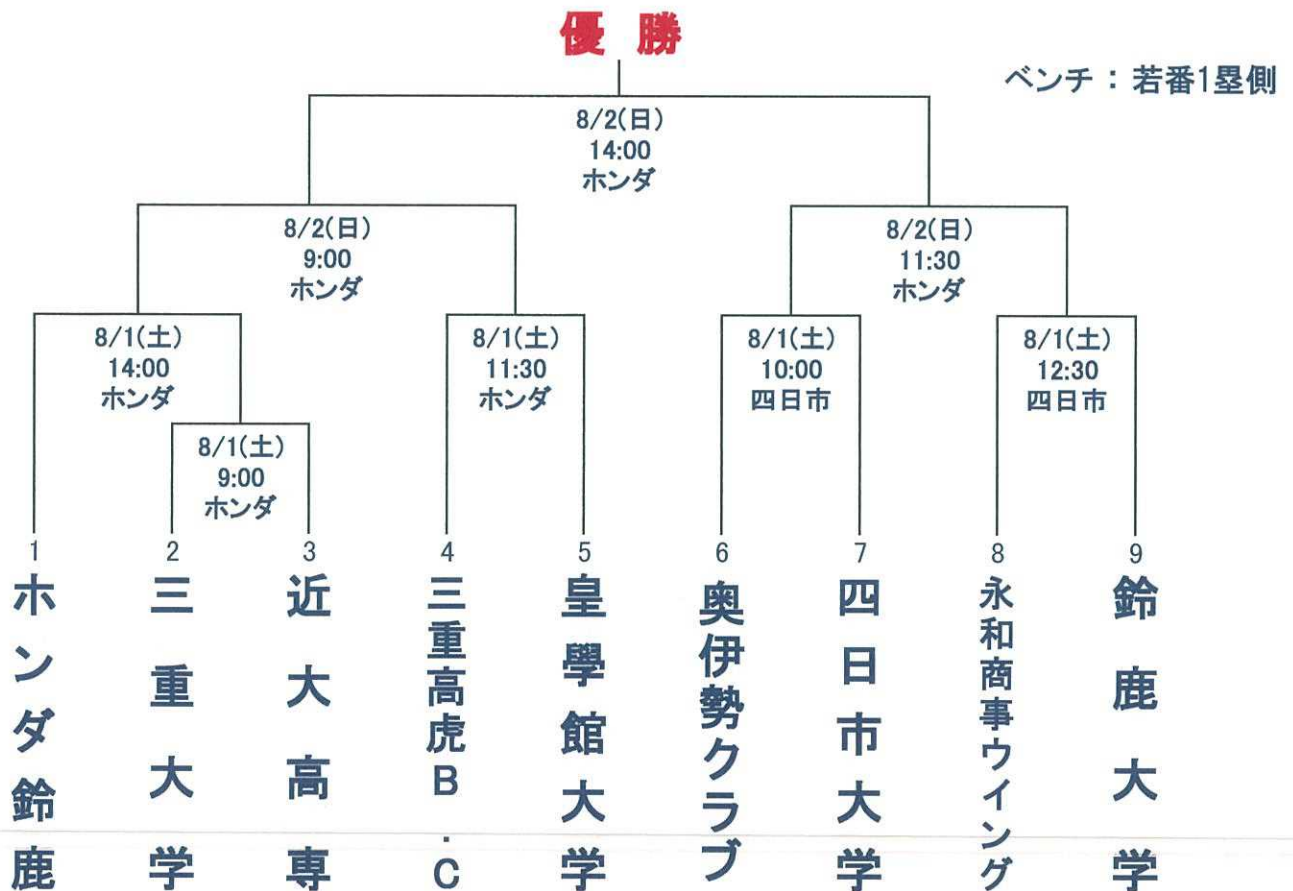 優勝
ベンチ：若番1塁側
8/2(日)
14:00
ホンダ
8/2(日)
9:00
ホンダ
8/2(日)
11:30
ホンダ
8/1(土)
14:00
ホンダ
8/1(土)
11:30
ホンダ
8/1(土)
10:00
四日市
8/1(土)
12:30
四日市
8/1(土)
9:00
ホンダ
1
ホンダ鈴鹿
2
三重大学
3
近大高専
4
三重高虎B.C
5
皇學館大学
6
奥伊勢クラブ
7
四日市大学
8
永和商事ウイング
9
鈴鹿大学